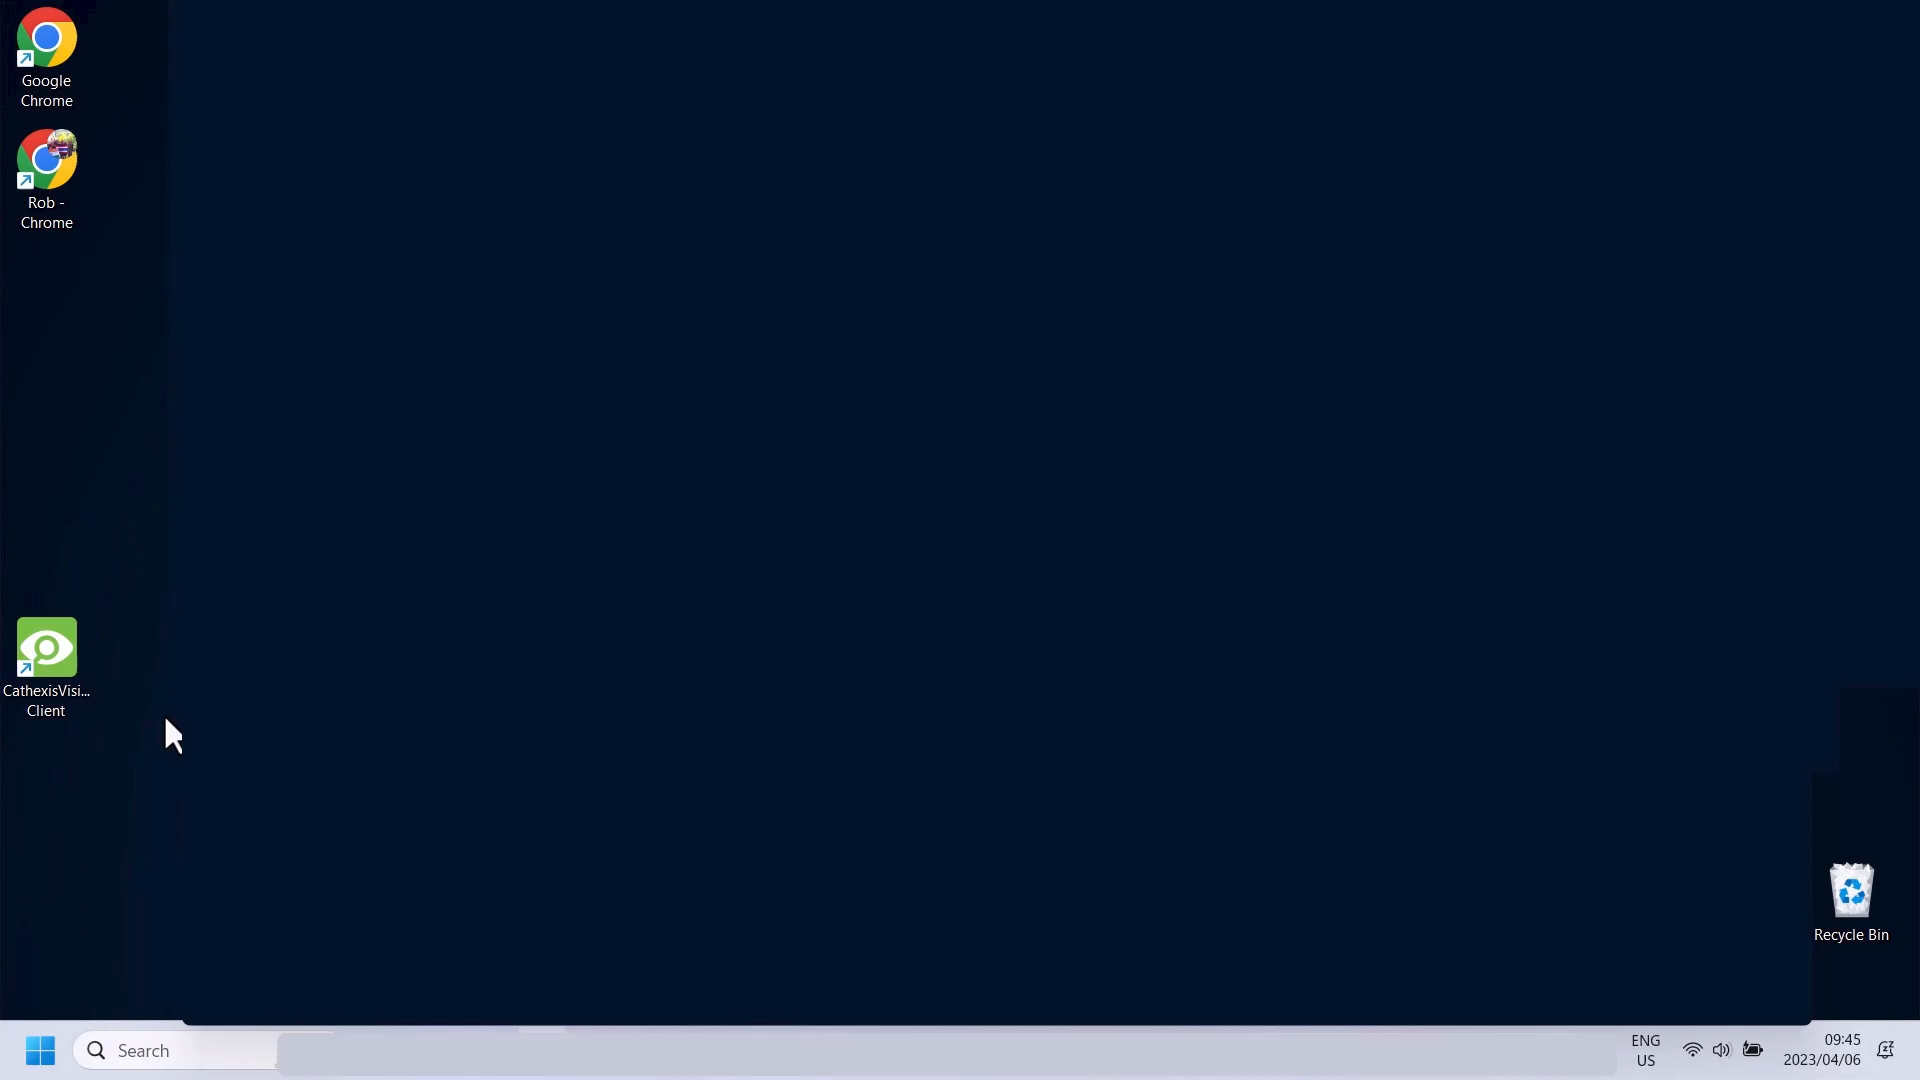 Google
Chrome
Rob -
Chrome
CathexisVisi...
Client
Recycle Bin
Search
ENG
US
09:45
2023/04/06